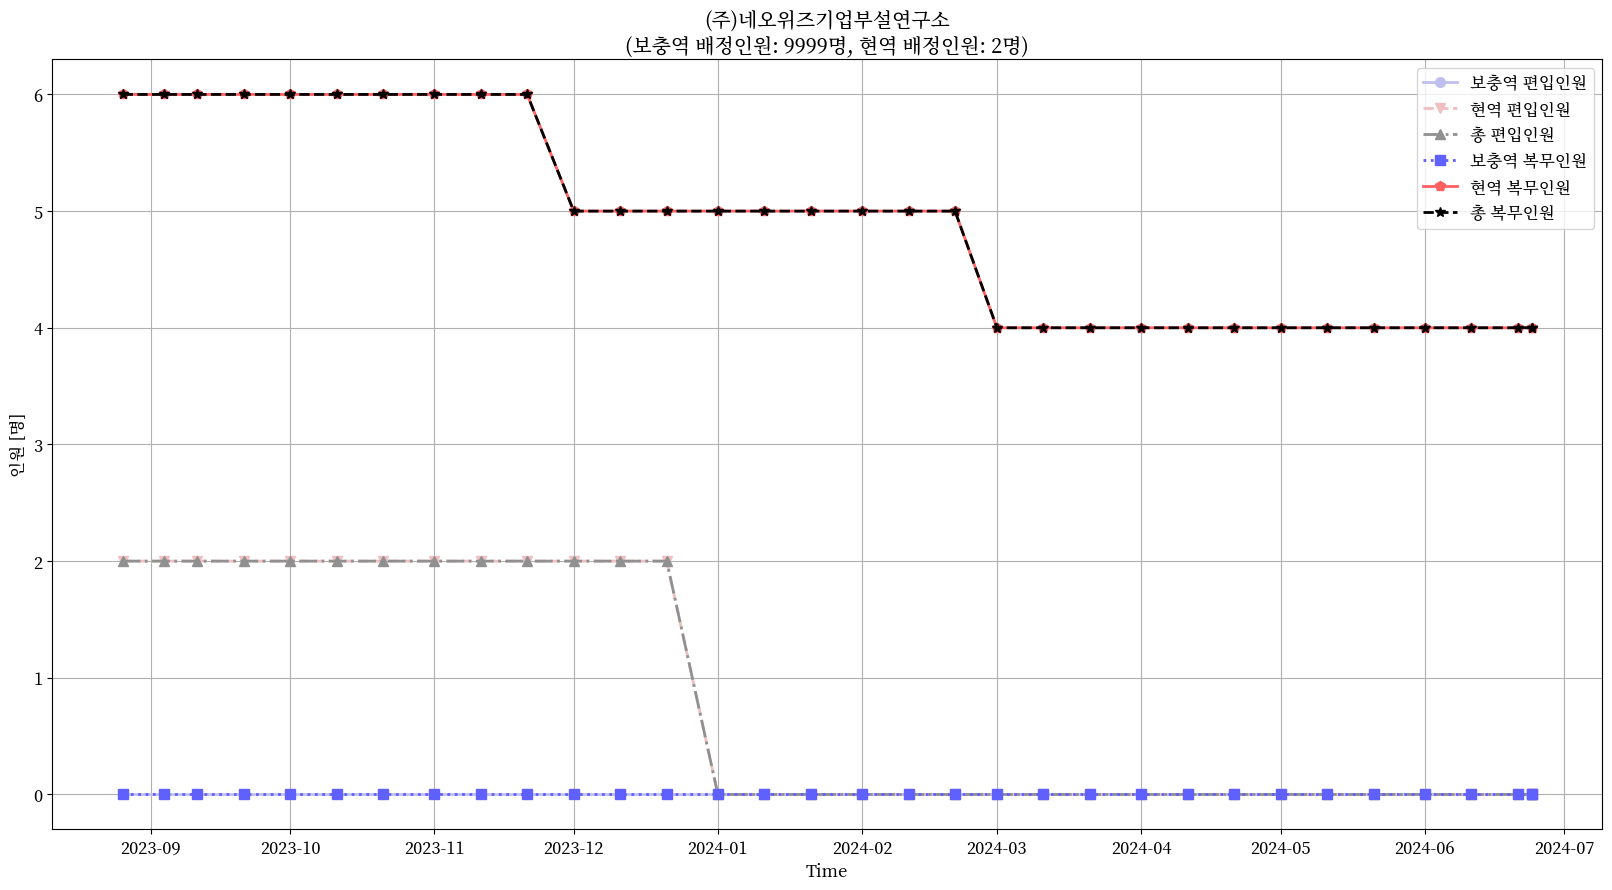 (주)네오위즈기업부설연구소
(보충역 배정인원: 9999명, 현역 배정인원: 2명)
보충역 편입인원
현역 편입인원
총 편입인원
보충역 복무인원
현역 복무인원
총 복무인원
인원 [명]
6
5
4
3
2
1
0
2023-09 2023-10 2023-11 2023-12 2024-01 2024-02 2024-03 2024-04 2024-05 2024-06 2024-07
Time